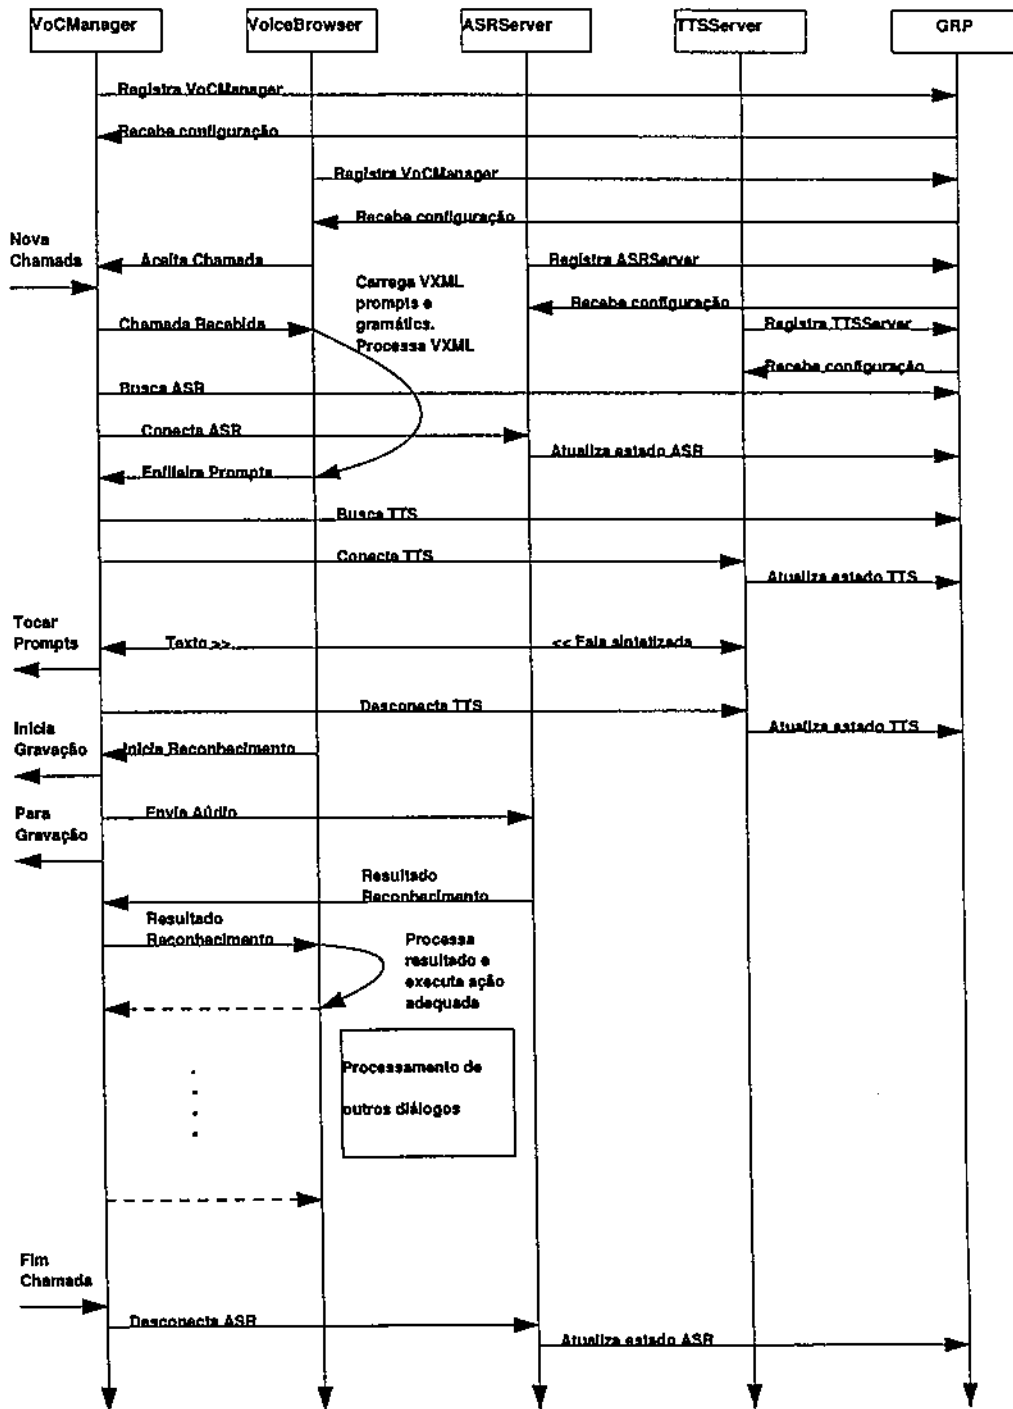 VoCManager
VoiceBrowser
ASRServer
TTSServer
GRP
Registra VoCManager
Recebe configuração
Registra VoCManager
Recebe configuração
Nova
Chamada
Aceita Chamada
Registra ASRServer
Carrega VXML
prompts e
gramátics.
Processa VXML
Recebe configuração
Chamada Recebida
Registra TTSServer
Recebe configuração
Busca ASR
Conecta ASR
Atualiza estado ASR
Enfileira Prompts
Busca TTS
Conecta TTS
Atualiza estado TTS
Tocar
Prompts
Texto >>
<< Fala sintetizada
Desconecta TTS
Atualiza estado TTS
Inicia
Gravação
Inicia Reconhecimento
Para
Gravação
Envia Aúdio
Resultado
Reconhecimento
Resultado
Reconhecimento
Processa
resultado e
executa ação
adequada
Processamento de
outros diálogos
Fim
Chamada
Desconecta ASR
Atualiza estado ASR